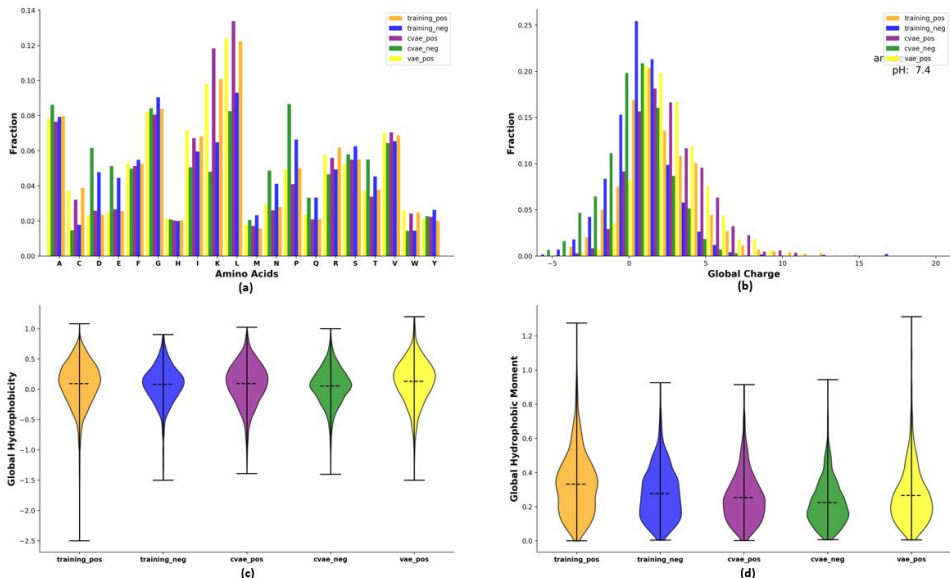 training_pos
training_neg
cvae_pos
cvae_neg
vae_pos
Fraction
0.14
0.12
0.10
0.08
0.06
0.04
0.02
0.00
A C D E F G H I K L M N P Q R S T V W Y
Amino Acids
(a)
training_pos
training_neg
cvae_pos
cvae_neg
vae_pos
pH: 7.4
Fraction
0.25
0.20
0.15
0.10
0.05
0.00
−5 0 5 10 15 20
Global Charge
(b)
Global Hydrophobicity
1.0
0.5
0.0
−0.5
−1.0
−1.5
−2.0
−2.5
training_pos training_neg cvae_pos cvae_neg vae_pos
(c)
Global Hydrophobic Moment
1.2
1.0
0.8
0.6
0.4
0.2
0.0
training_pos training_neg cvae_pos cvae_neg vae_pos
(d)